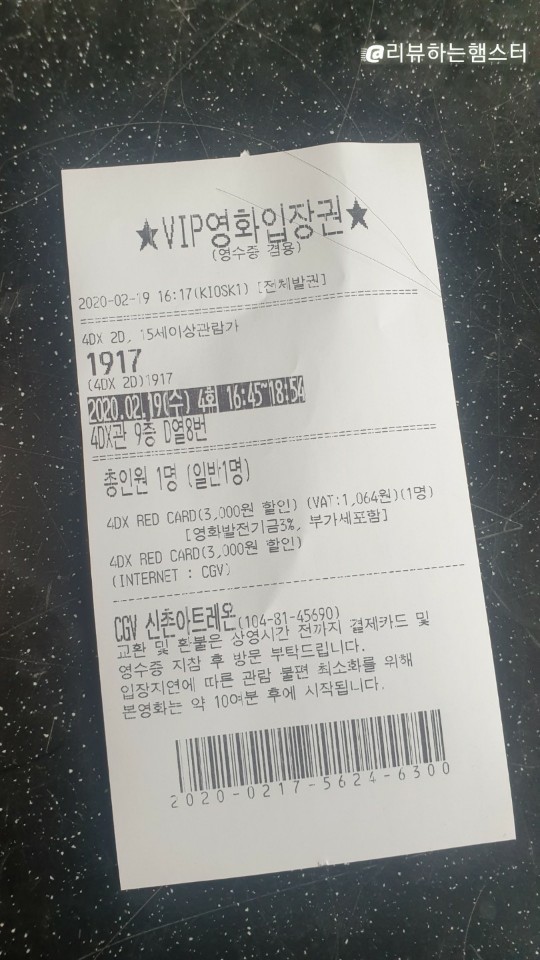 @리뷰하는햄스터
★VIP영화입장권★
(영수증 겸용)
2020-02-19 16:17(KIOSK1) [전체발권]
4DX 2D, 15세이상관람가
1917
(4DX 2D)1917
2020.02.19(수) 4회 16:45~18:54
4DX관 9층 D열8번
총인원 1명 (일반1명)
4DX RED CARD(3,000원 할인) (VAT:1,064원)(1명)
[영화발전기금3%, 부가세포함]
4DX RED CARD(3,000원 할인)
(INTERNET : CGV)
CGV 신촌아트레온(104-81-45690)
교환 및 환불은 상영시간 전까지 결제카드 및
영수증 지참 후 방문 부탁드립니다.
입장지연에 따른 관람 불편 최소화를 위해
본영화는 약 10여분 후에 시작됩니다.
2020-0217-5624-6300